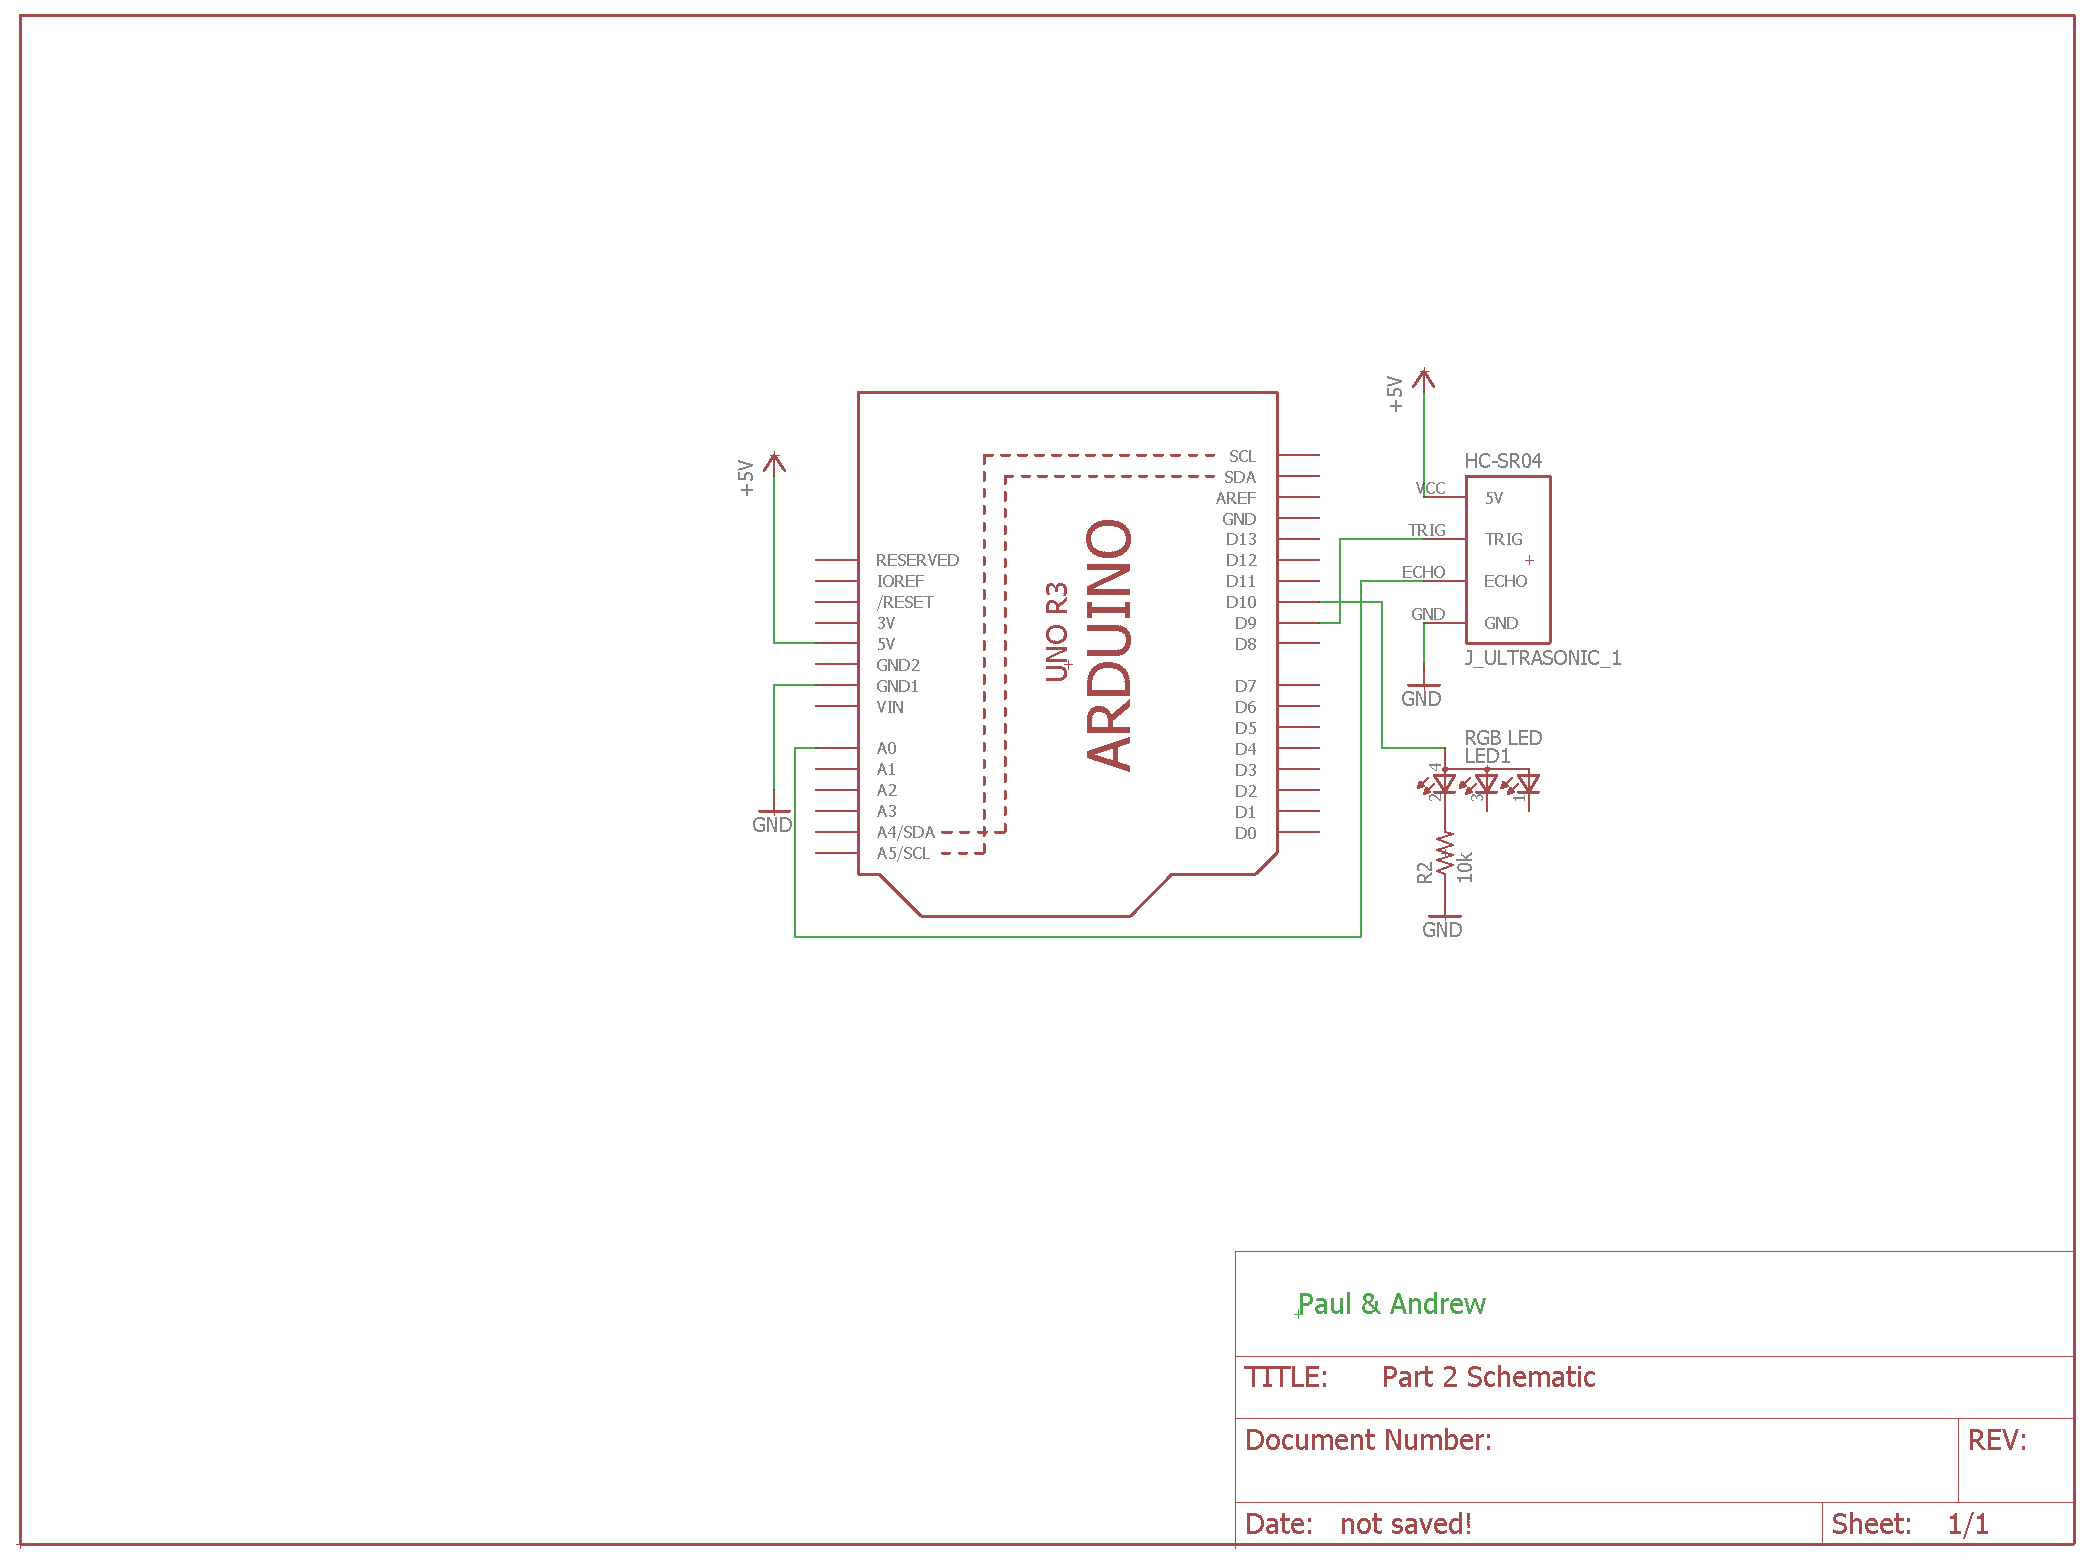 +5V
+5V
RESERVED
IOREF
/RESET
3V
5V
GND2
GND1
VIN
A0
A1
A2
A3
A4/SDA
A5/SCL
GND
UNO R3
ARDUINO
SCL
SDA
AREF
GND
D13
D12
D11
D10
D9
D8
D7
D6
D5
D4
D3
D2
D1
D0
HC-SR04
VCC 5V
TRIG TRIG
ECHO ECHO
GND GND
J_ULTRASONIC_1
GND
RGB LED
LED1
4
2 3 1
R2 10k
GND
Paul & Andrew
TITLE: Part 2 Schematic
Document Number: REV:
Date: not saved! Sheet: 1/1